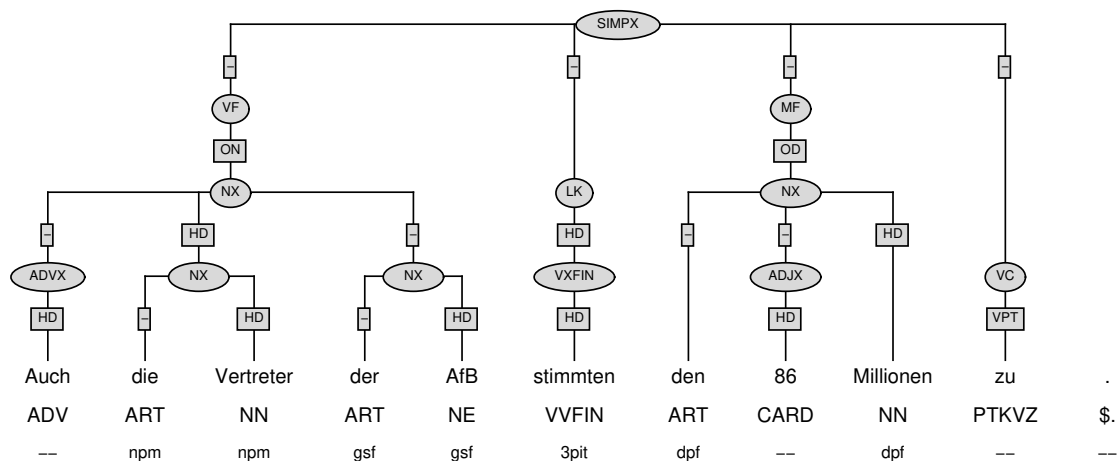 SIMPX
– – – –
VF MF
ON OD
NX LK NX
– HD – HD – – HD
ADVX NX NX VXFIN ADJX VC
HD – HD – HD HD HD VPT
Auch die Vertreter der AfB stimmten den 86 Millionen zu .
ADV ART NN ART NE VVFIN ART CARD NN PTKVZ $.
–– npm npm gsf gsf 3pit dpf –– dpf –– ––